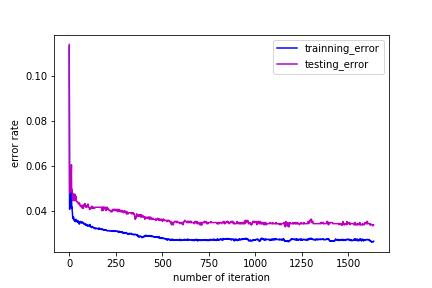 trainning_error
testing_error
error rate
0.10
0.08
0.06
0.04
0 250 500 750 1000 1250 1500
number of iteration